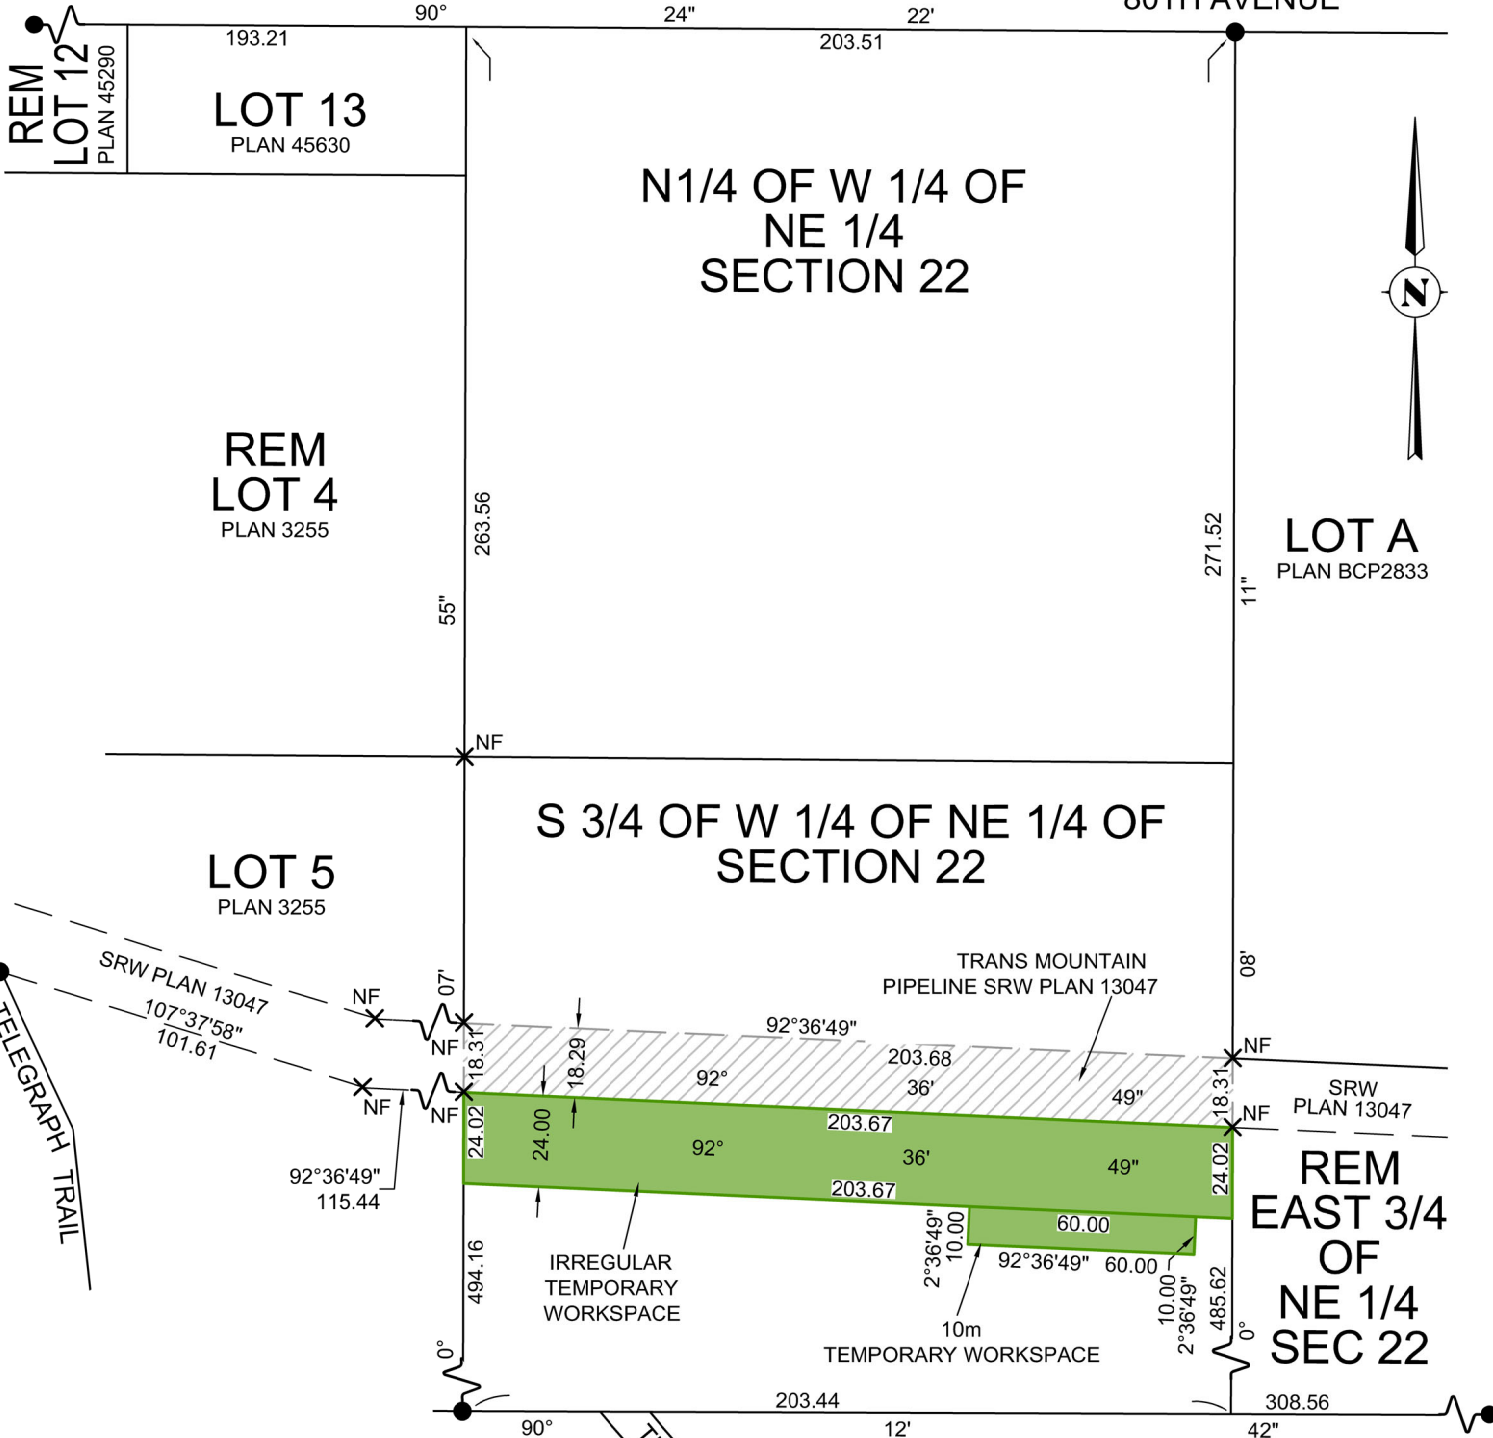 80TH AVENUE
90°
24"
22'
193.21
203.51
REM
LOT 12
PLAN 45290
LOT 13
PLAN 45630
N1/4 OF W 1/4 OF
NE 1/4
SECTION 22
N
REM
LOT 4
PLAN 3255
263.56
271.52
LOT A
PLAN BCP2833
55"
11"
NF
S 3/4 OF W 1/4 OF NE 1/4 OF
SECTION 22
LOT 5
PLAN 3255
SRW PLAN 13047
107°37'58"
101.61
TELEGRAPH TRAIL
NF
07'
08'
TRANS MOUNTAIN
PIPELINE SRW PLAN 13047
92°36'49"
203.68
NF
NF
18.31
18.29
92°
36'
49"
18.31
NF
SRW
PLAN 13047
NF
NF
24.02
24.00
203.67
92°
36'
49"
24.02
203.67
92°36'49"
115.44
REM
EAST 3/4
OF
NE 1/4
SEC 22
2°36'49"
10.00
60.00
92°36'49"
60.00
10.00
2°36'49"
IRREGULAR
TEMPORARY
WORKSPACE
10m
TEMPORARY WORKSPACE
494.16
485.62
0°
0°
203.44
308.56
90°
12'
42"